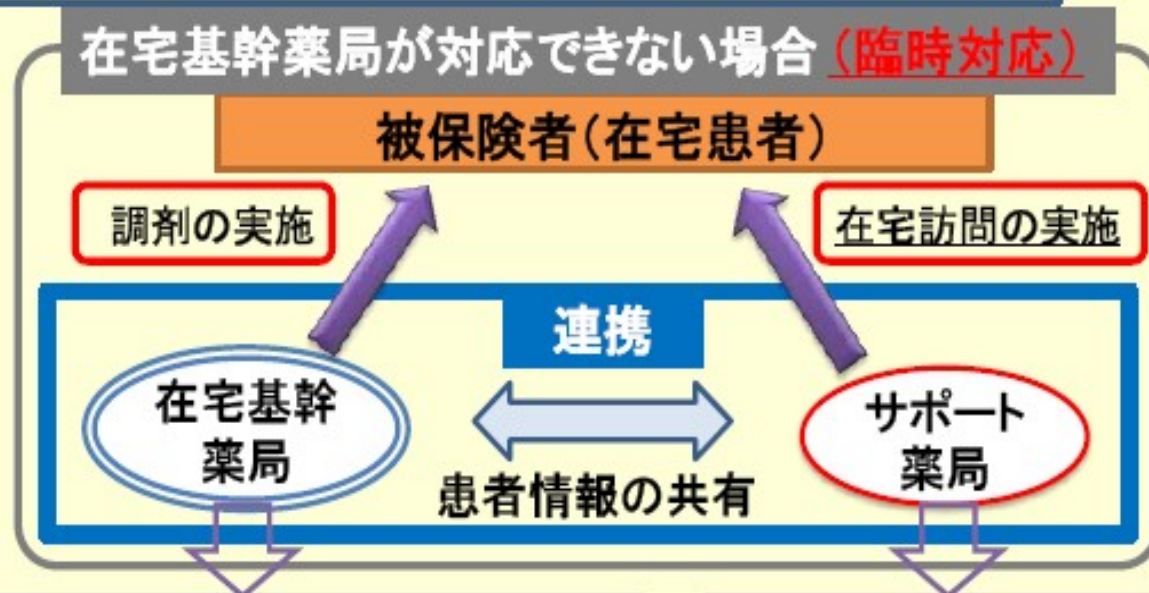 在宅基幹薬局が対応できない場合（臨時対応）
被保険者（在宅患者）
調剤の実施
在宅訪問の実施
連携
在宅基幹
薬局
患者情報の共有
サポート
薬局